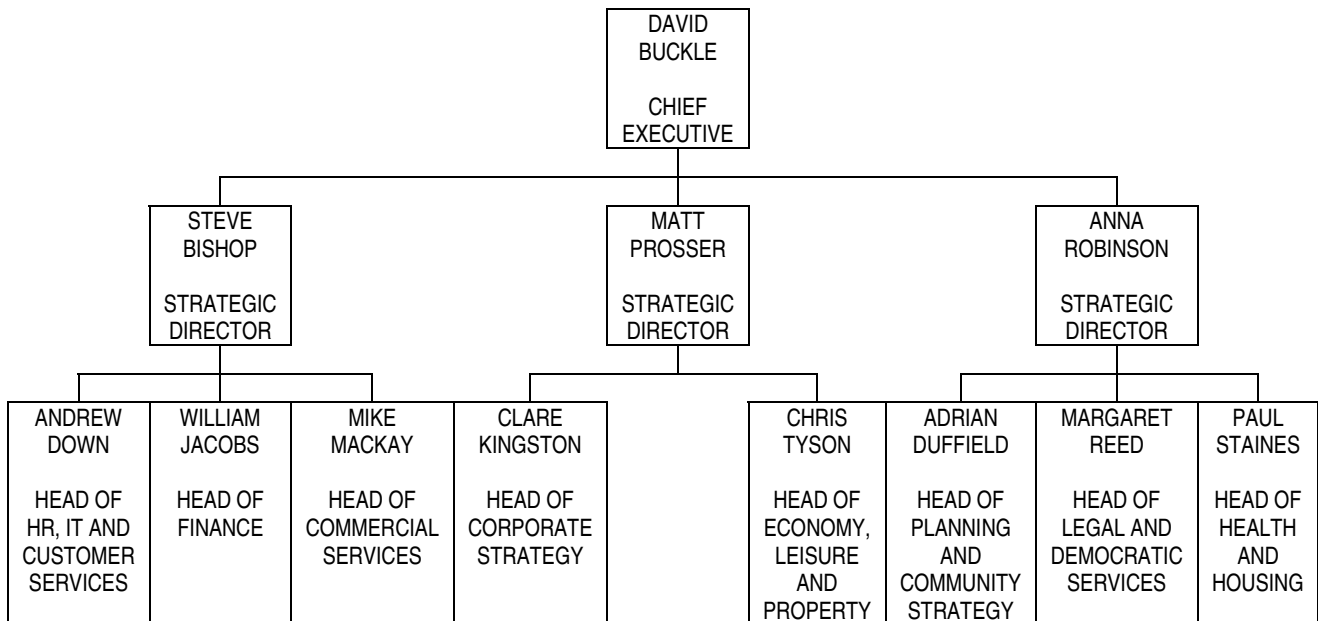 DAVID
BUCKLE
CHIEF
EXECUTIVE
STEVE
BISHOP
STRATEGIC
DIRECTOR
MATT
PROSSER
STRATEGIC
DIRECTOR
ANNA
ROBINSON
STRATEGIC
DIRECTOR
ANDREW
DOWN
HEAD OF
HR, IT AND
CUSTOMER
SERVICES
WILLIAM
JACOBS
HEAD OF
FINANCE
MIKE
MACKAY
HEAD OF
COMMERCIAL
SERVICES
CLARE
KINGSTON
HEAD OF
CORPORATE
STRATEGY
CHRIS
TYSON
HEAD OF
ECONOMY,
LEISURE
AND
PROPERTY
ADRIAN
DUFFIELD
HEAD OF
PLANNING
AND
COMMUNITY
STRATEGY
MARGARET
REED
HEAD OF
LEGAL AND
DEMOCRATIC
SERVICES
PAUL
STAINES
HEAD OF
HEALTH
AND
HOUSING